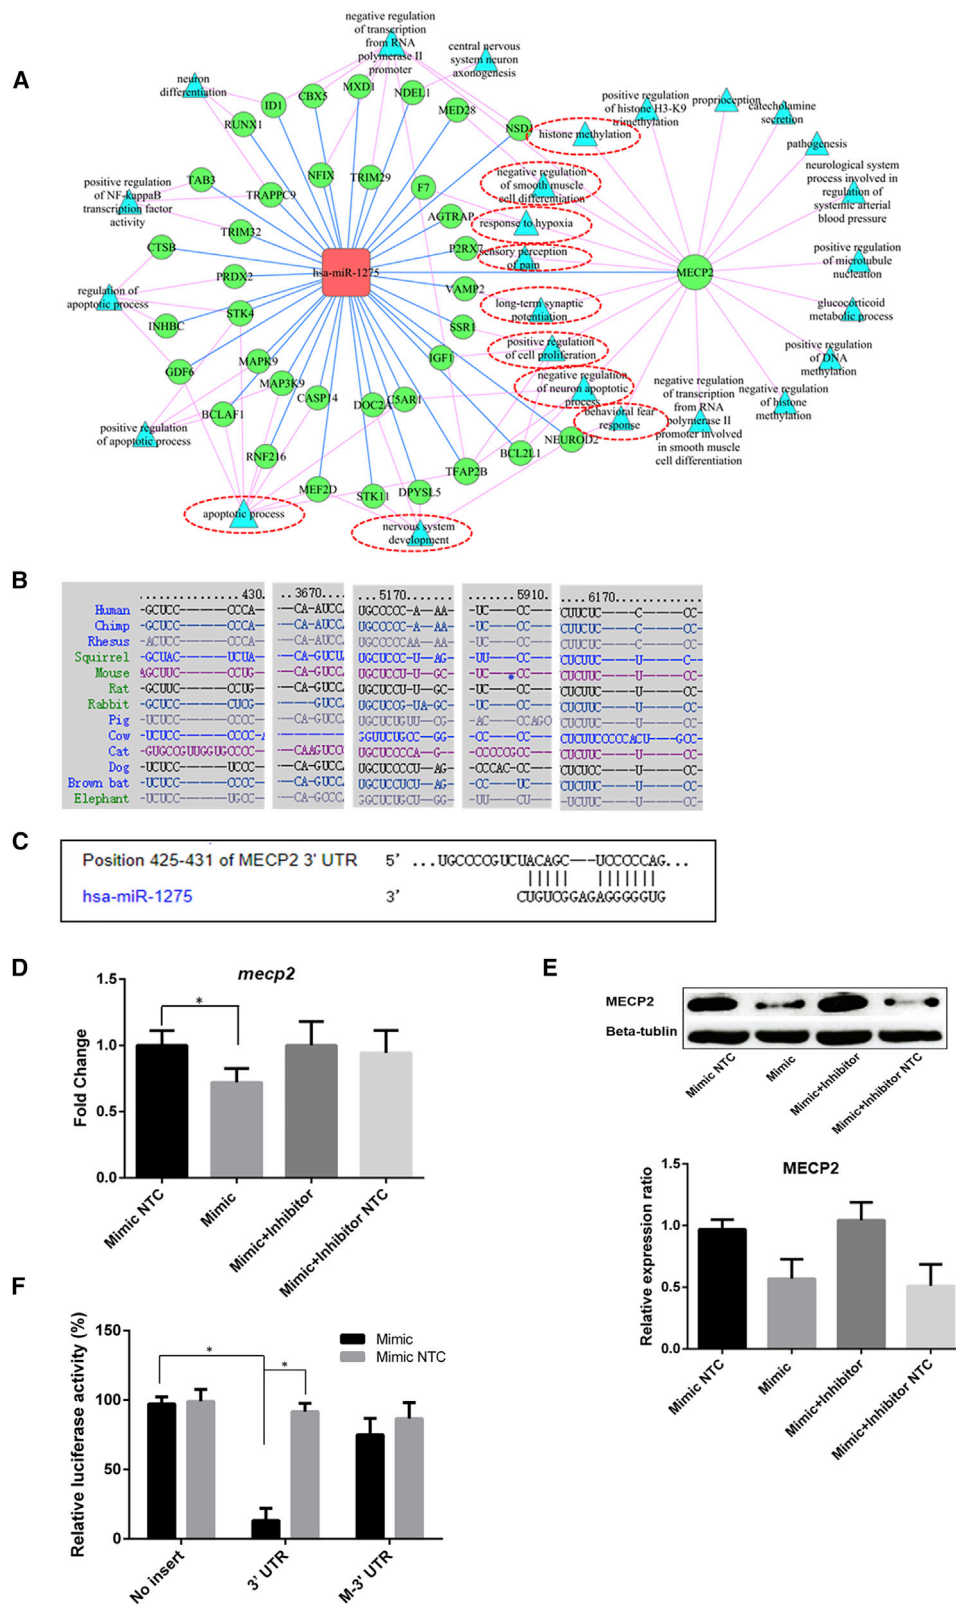 A
negative regulation
of transcription
from RNA
polymerase II
promoter
central nervous
system neuron
axonogenesis
neuron
differentiation
ID1
CBX5
MXD1
NDEL1
MED28
RUNX1
positive regulation
of histone H3-K9
trimethylation
proprioception
catecholamine
secretion
histone methylation
pathogenesis
TAB3
TRAPPC9
NFIX
TRIM29
F7
negative regulation
of smooth muscle
cell differentiation
neurological system
process involved in
regulation of
systemic arterial
blood pressure
positive regulation
of NF-kappaB
transcription factor
activity
TRIM32
AGTRAP
response to hypoxia
CTSB
P2RX7
sensory perception
of pain
positive regulation
of microtubule
nucleation
PRDX2
hsa-miR-1275
MECP2
regulation of
apoptotic process
VAMP2
long-term synaptic
potentiation
glucocorticoid
metabolic process
INHBC
STK4
SSR1
GDF6
MAPK9
IGF1
positive regulation
of cell proliferation
positive regulation
of DNA
methylation
MAP3K9
CASP14
DOC2A
C5AR1
negative regulation
of neuron apoptotic
process
negative regulation
of histone
methylation
BCLAF1
behavioral fear
response
negative regulation
of transcription
from RNA
polymerase II
promoter involved
in smooth muscle
cell differentiation
positive regulation
of apoptotic process
RNF216
NEUROD2
BCL2L1
TFAP2B
MEF2D
STK11
DPYSL5
apoptotic process
nervous system
development
B
430
3670
5170
5910
6170
Human
Chimp
Rhesus
Squirrel
Mouse
Rat
Rabbit
Pig
Cow
Cat
Dog
Brown bat
Elephant
C
Position 425-431 of MECP2 3' UTR 5' ...UGCCCCGUCUACAGC---UCCCCCAG...
hsa-miR-1275 3' CUGUCGGAGAGGGGGUG
D
mecp2
Fold Change
1.5
1.0
0.5
0.0
*
Mimic NTC
Mimic
Mimic+Inhibitor
Mimic+Inhibitor NTC
E
MECP2
Beta-tublin
Mimic NTC
Mimic
Mimic+Inhibitor
Mimic+Inhibitor NTC
MECP2
Relative expression ratio
1.5
1.0
0.5
0.0
Mimic NTC
Mimic
Mimic+Inhibitor
Mimic+Inhibitor NTC
F
Relative luciferase activity (%)
150
100
50
0
Mimic
Mimic NTC
*
*
No insert
3' UTR
M-3' UTR